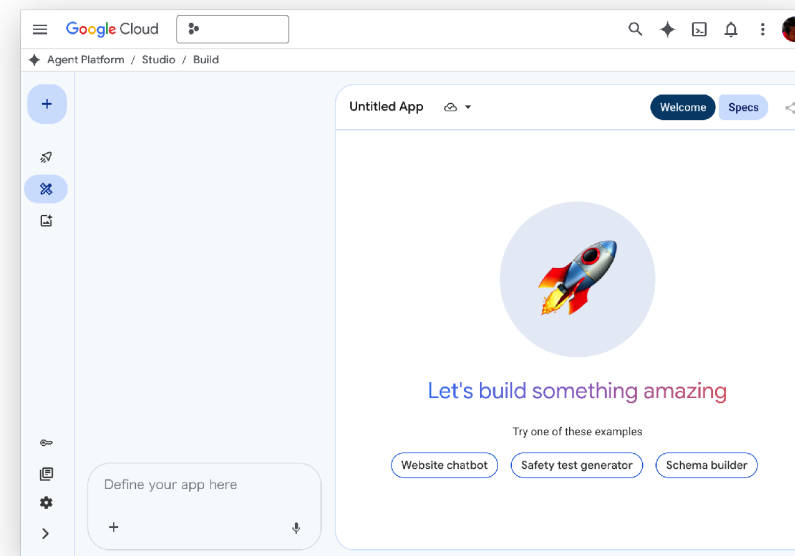 Google Cloud
Agent Platform / Studio / Build
Untitled App
Welcome
Specs
Let's build something amazing
Try one of these examples
Website chatbot
Safety test generator
Schema builder
Define your app here